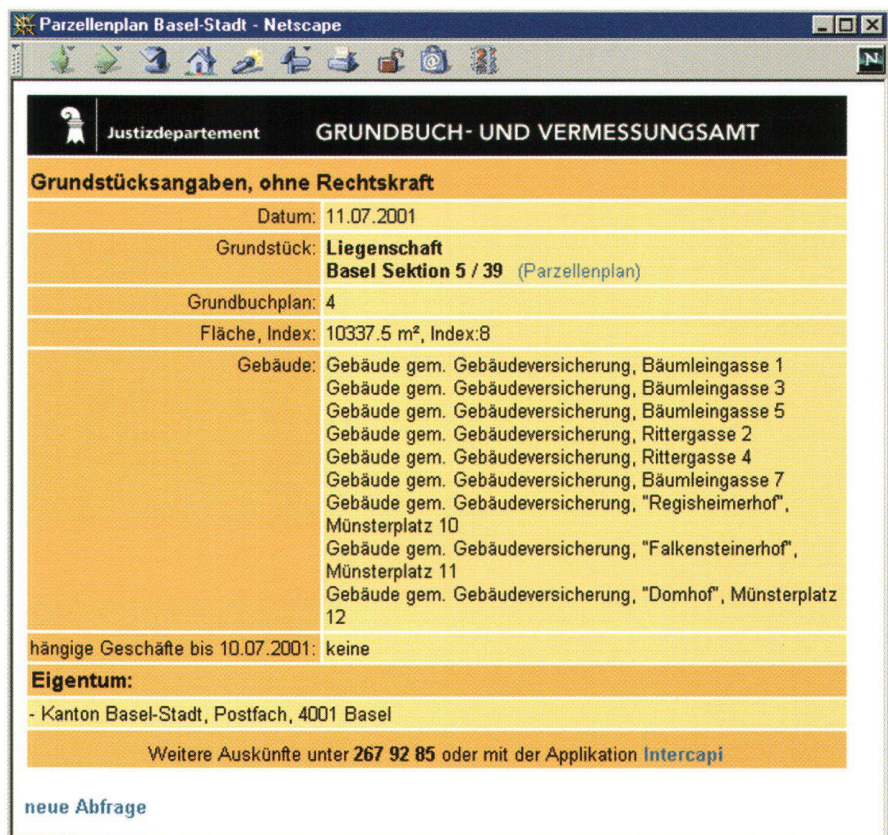 Parzellenplan Basel-Stadt - Netscape
N
Justizdepartement GRUNDBUCH- UND VERMESSUNGSAMT
Grundstücksangaben, ohne Rechtskraft
Datum: 11.07.2001
Grundstück: Liegenschaft
Basel Sektion 5 / 39 (Parzellenplan)
Grundbuchplan: 4
Fläche, Index: 10337.5 m², Index:8
Gebäude: Gebäude gem. Gebäudeversicherung, Bäumleingasse 1
Gebäude gem. Gebäudeversicherung, Bäumleingasse 3
Gebäude gem. Gebäudeversicherung, Bäumleingasse 5
Gebäude gem. Gebäudeversicherung, Rittergasse 2
Gebäude gem. Gebäudeversicherung, Rittergasse 4
Gebäude gem. Gebäudeversicherung, Bäumleingasse 7
Gebäude gem. Gebäudeversicherung, "Regisheimerhof",
Münsterplatz 10
Gebäude gem. Gebäudeversicherung, "Falkensteinerhof",
Münsterplatz 11
Gebäude gem. Gebäudeversicherung, "Domhof", Münsterplatz
12
hängige Geschäfte bis 10.07.2001: keine
Eigentum:
- Kanton Basel-Stadt, Postfach, 4001 Basel
Weitere Auskünfte unter 267 92 85 oder mit der Applikation Intercapi
neue Abfrage